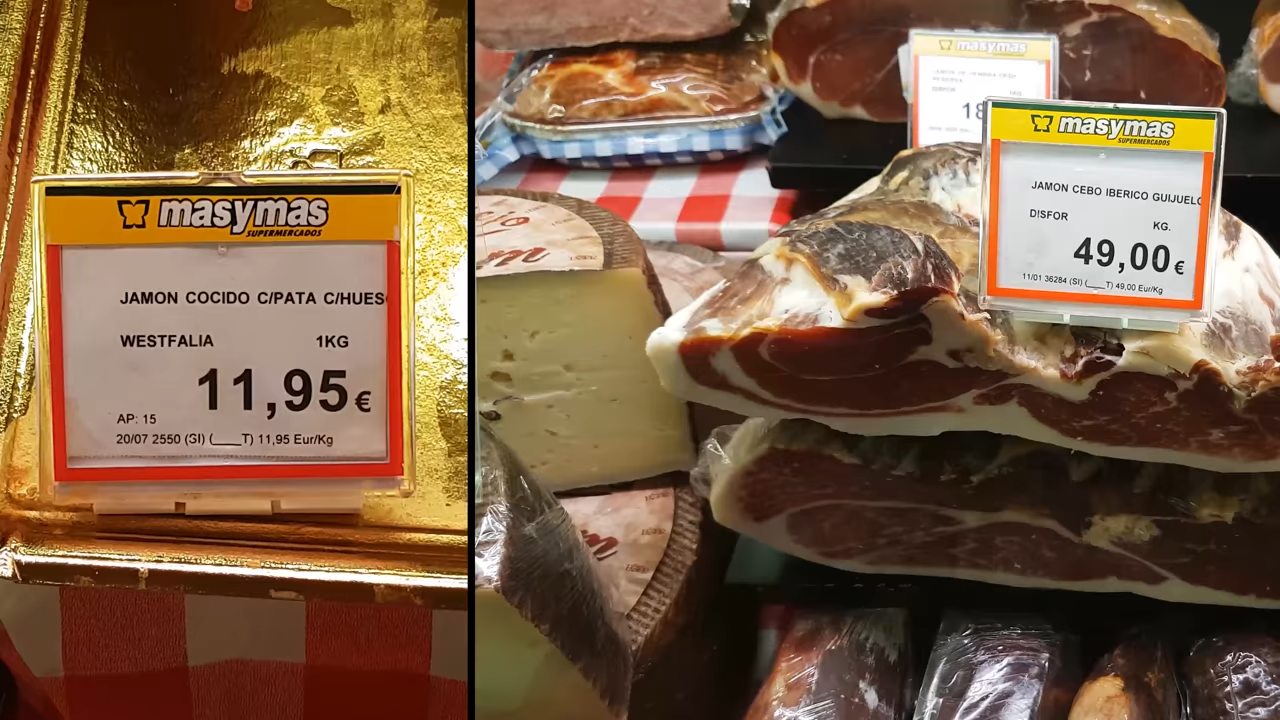 masymas
SUPERMERCADOS
JAMON COCIDO C/PATA C/HUES
WESTFALIA 1KG
11,95€
AP: 15
20/07 2550 (SI) (____T) 11,95 Eur/Kg
masymas
DISFOR
18
masymas
SUPERMERCADOS
JAMON CEBO IBERICO GUIJUELO
DISFOR KG.
49,00€
11/01 36284 (SI) (____T) 49,00 Eur/Kg